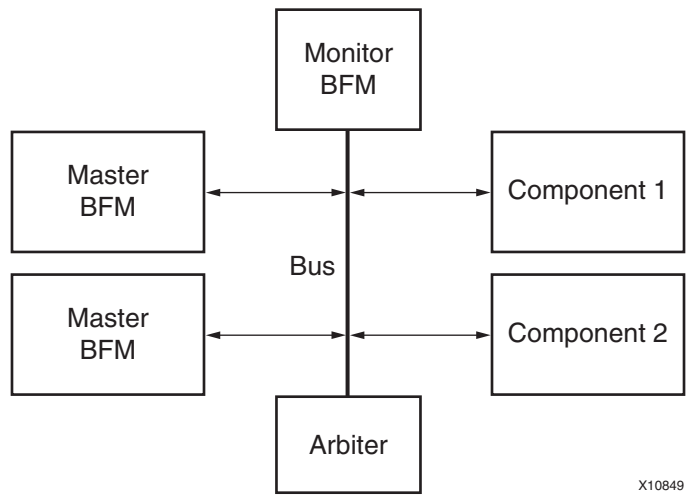 Monitor
BFM
Master
BFM
Component 1
Bus
Master
BFM
Component 2
Arbiter
X10849